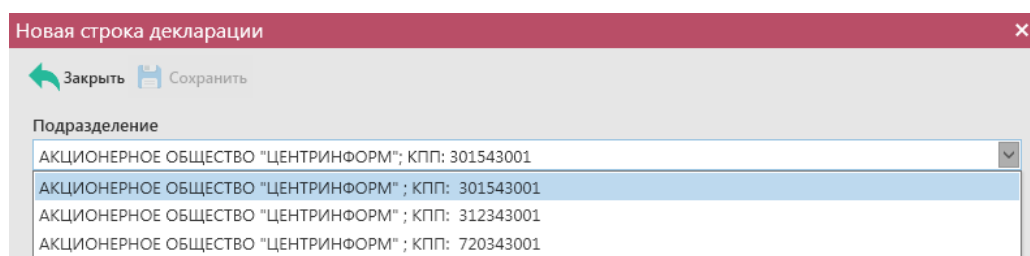 Новая строка декларации
Закрыть Сохранить
Подразделение
АКЦИОНЕРНОЕ ОБЩЕСТВО "ЦЕНТРИНФОРМ"; КПП: 301543001
АКЦИОНЕРНОЕ ОБЩЕСТВО "ЦЕНТРИНФОРМ" ; КПП: 301543001
АКЦИОНЕРНОЕ ОБЩЕСТВО "ЦЕНТРИНФОРМ" ; КПП: 312343001
АКЦИОНЕРНОЕ ОБЩЕСТВО "ЦЕНТРИНФОРМ" ; КПП: 720343001